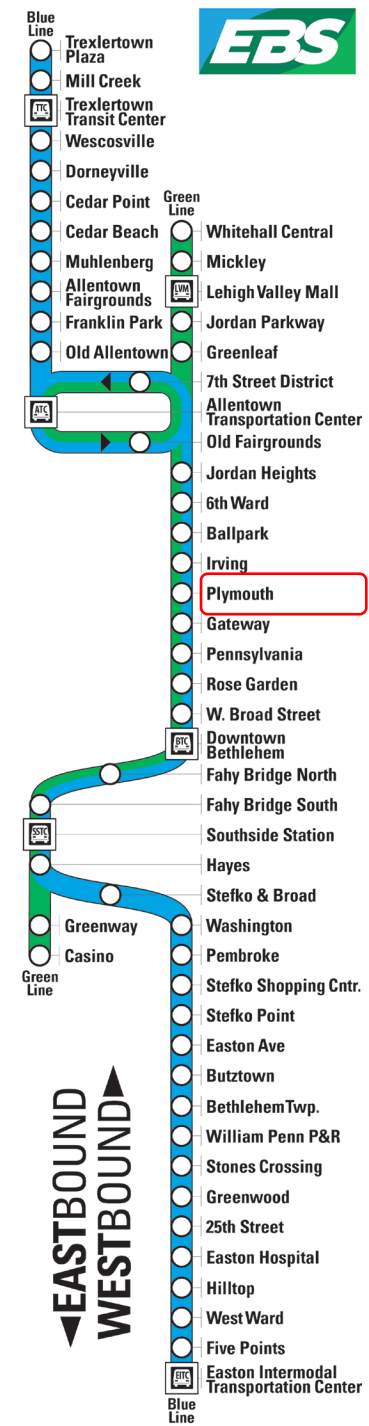 Blue
Line
EBS
Trexlertown
Plaza
Mill Creek
TTC
Trexlertown
Transit Center
Wescosville
Dorneyville
Cedar Point
Green
Line
Cedar Beach
Whitehall Central
Muhlenberg
Mickley
Allentown
Fairgrounds
LVM
Lehigh Valley Mall
Franklin Park
Jordan Parkway
Old Allentown
Greenleaf
7th Street District
ATC
Allentown
Transportation Center
Old Fairgrounds
Jordan Heights
6th Ward
Ballpark
Irving
Plymouth
Gateway
Pennsylvania
Rose Garden
W. Broad Street
BTC
Downtown
Bethlehem
Fahy Bridge North
Fahy Bridge South
SSTC
Southside Station
Hayes
Stefko & Broad
Greenway
Washington
Casino
Pembroke
Green
Line
Stefko Shopping Cntr.
Stefko Point
Easton Ave
Butztown
Bethlehem Twp.
William Penn P&R
Stones Crossing
Greenwood
25th Street
Easton Hospital
Hilltop
West Ward
Five Points
EITC
Easton Intermodal
Transportation Center
Blue
Line
EASTBOUND
WESTBOUND